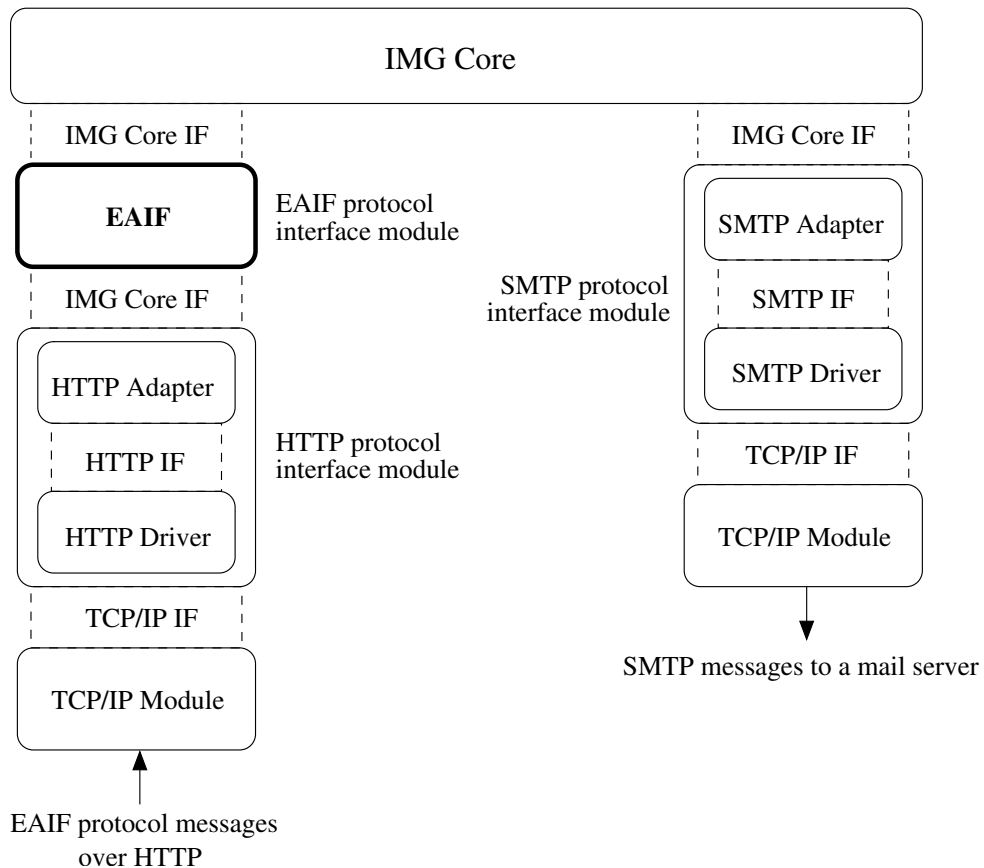 IMG Core
IMG Core IF
IMG Core IF
EAIF
EAIF protocol
interface module
SMTP Adapter
IMG Core IF
SMTP protocol
interface module
SMTP IF
HTTP Adapter
SMTP Driver
HTTP IF
HTTP protocol
interface module
TCP/IP IF
HTTP Driver
TCP/IP Module
TCP/IP IF
SMTP messages to a mail server
TCP/IP Module
EAIF protocol messages
over HTTP